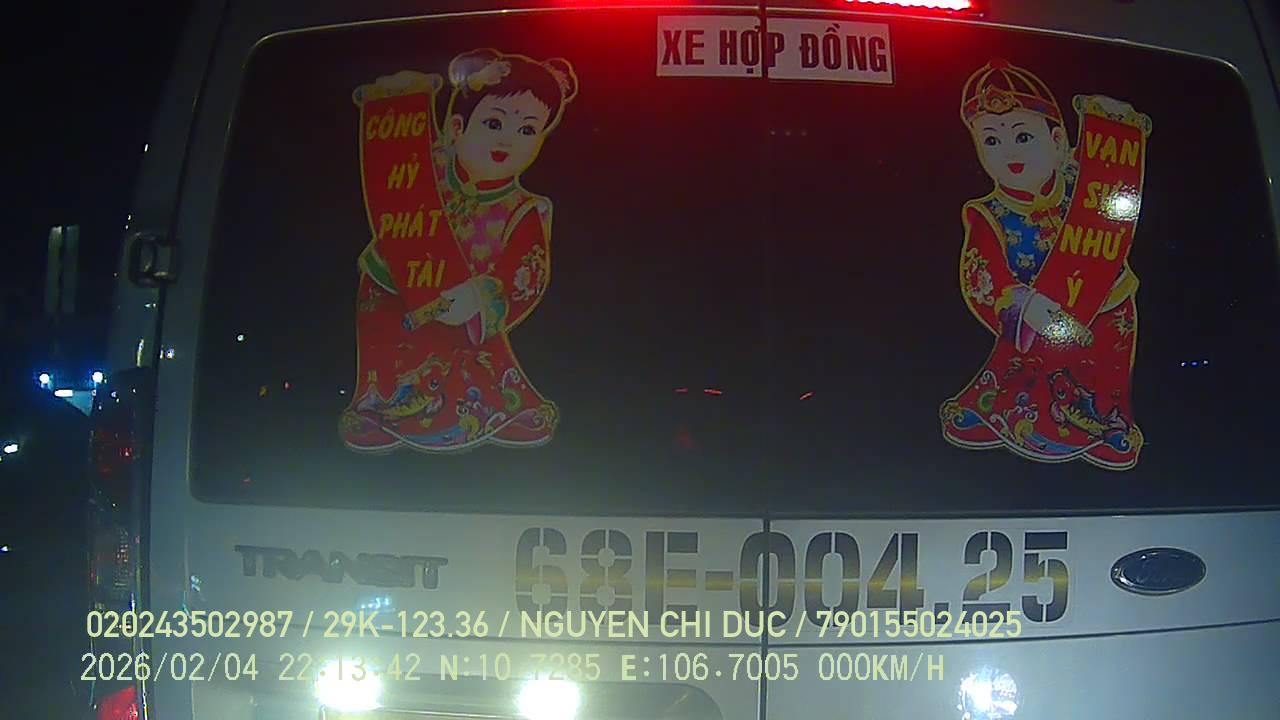 XE HỢP ĐỒNG
CÔNG
HỶ
PHÁT
TÀI
VẠN
SỰ
NHƯ
Ý
TRANSIT
68E-004.25
Ford
020243502987 / 29K-123.36 / NGUYEN CHI DUC / 790155024025
2026/02/04 22:13:42 N:10.7285 E:106.7005 000KM/H